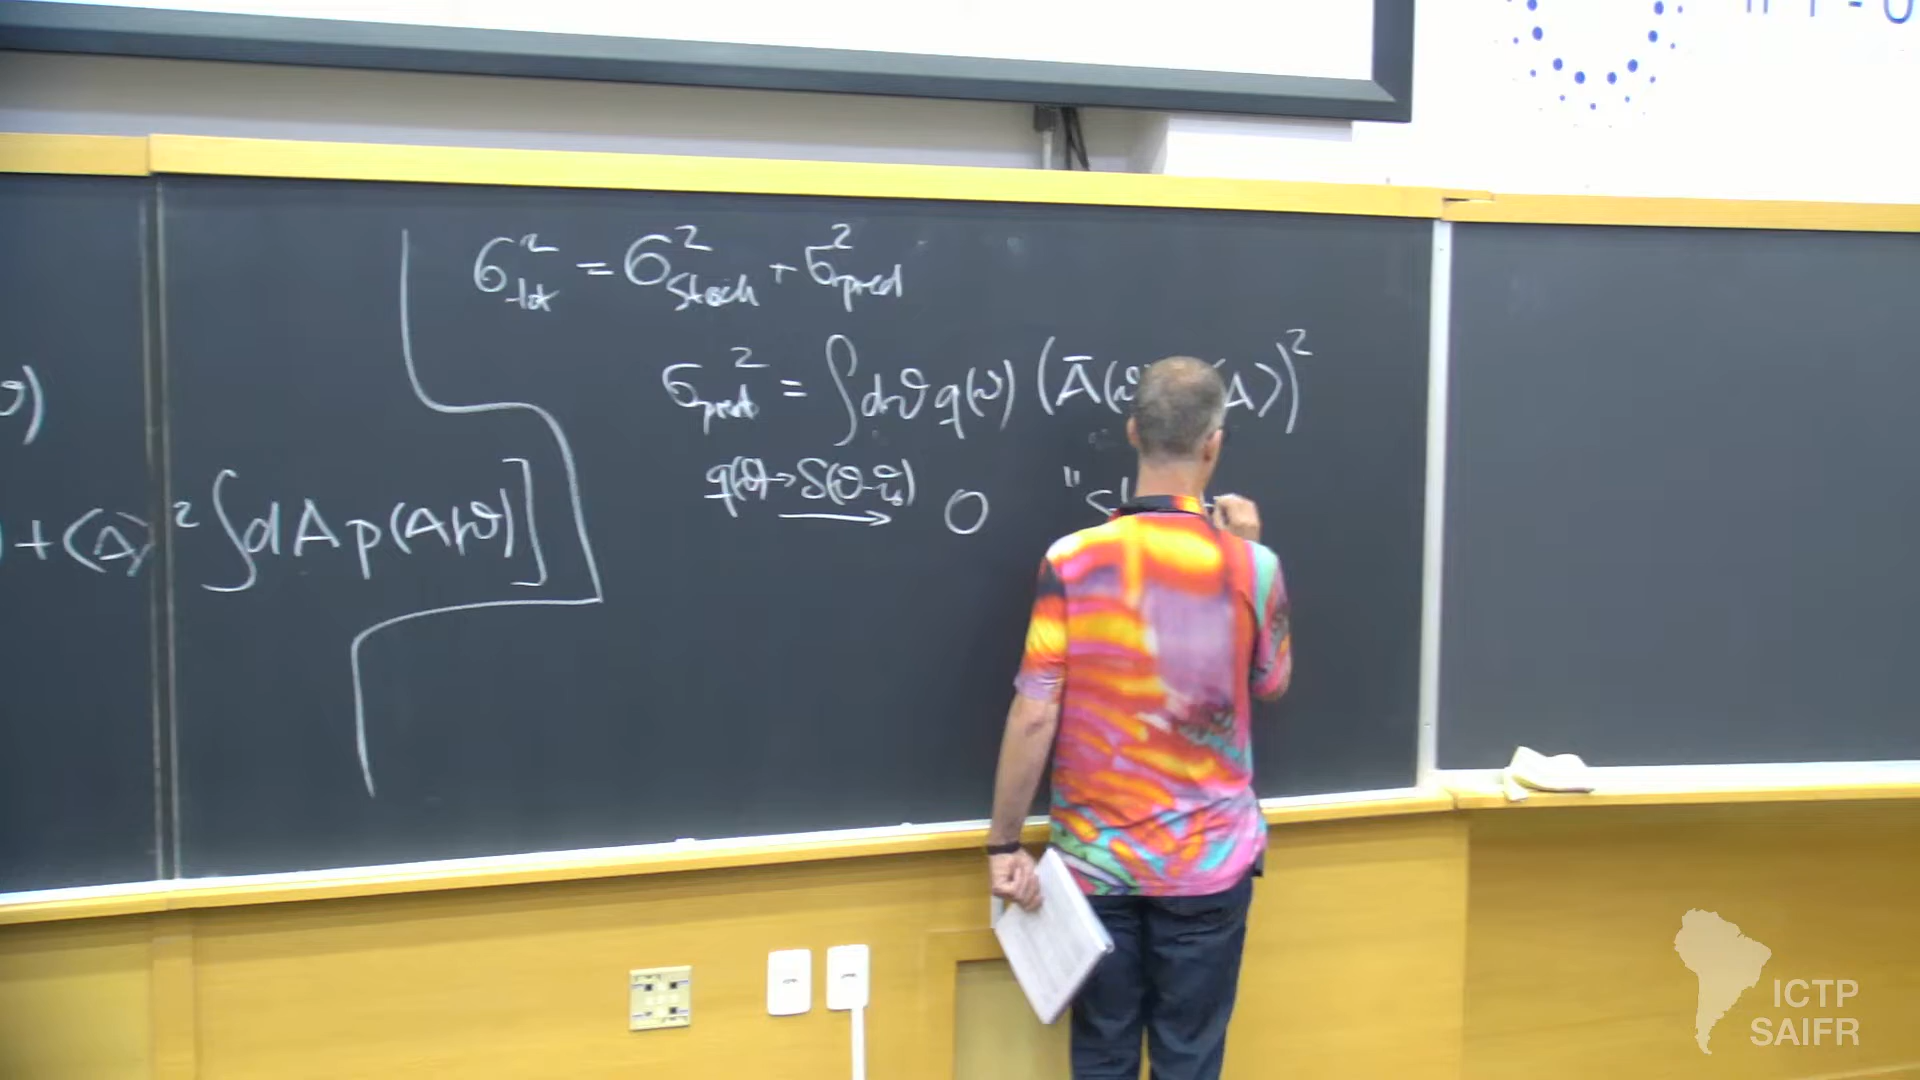 σ²tot = σ²stoch + σ²pred
σ²pred = ∫dϑ q(ϑ) (Ā(ϑ ⟨A⟩)²
q(ϑ)→δ(ϑ-ϑ₀) → 0
ϑ)
+⟨A⟩² ∫dA p(A|ϑ)]
ICTP
SAIFR